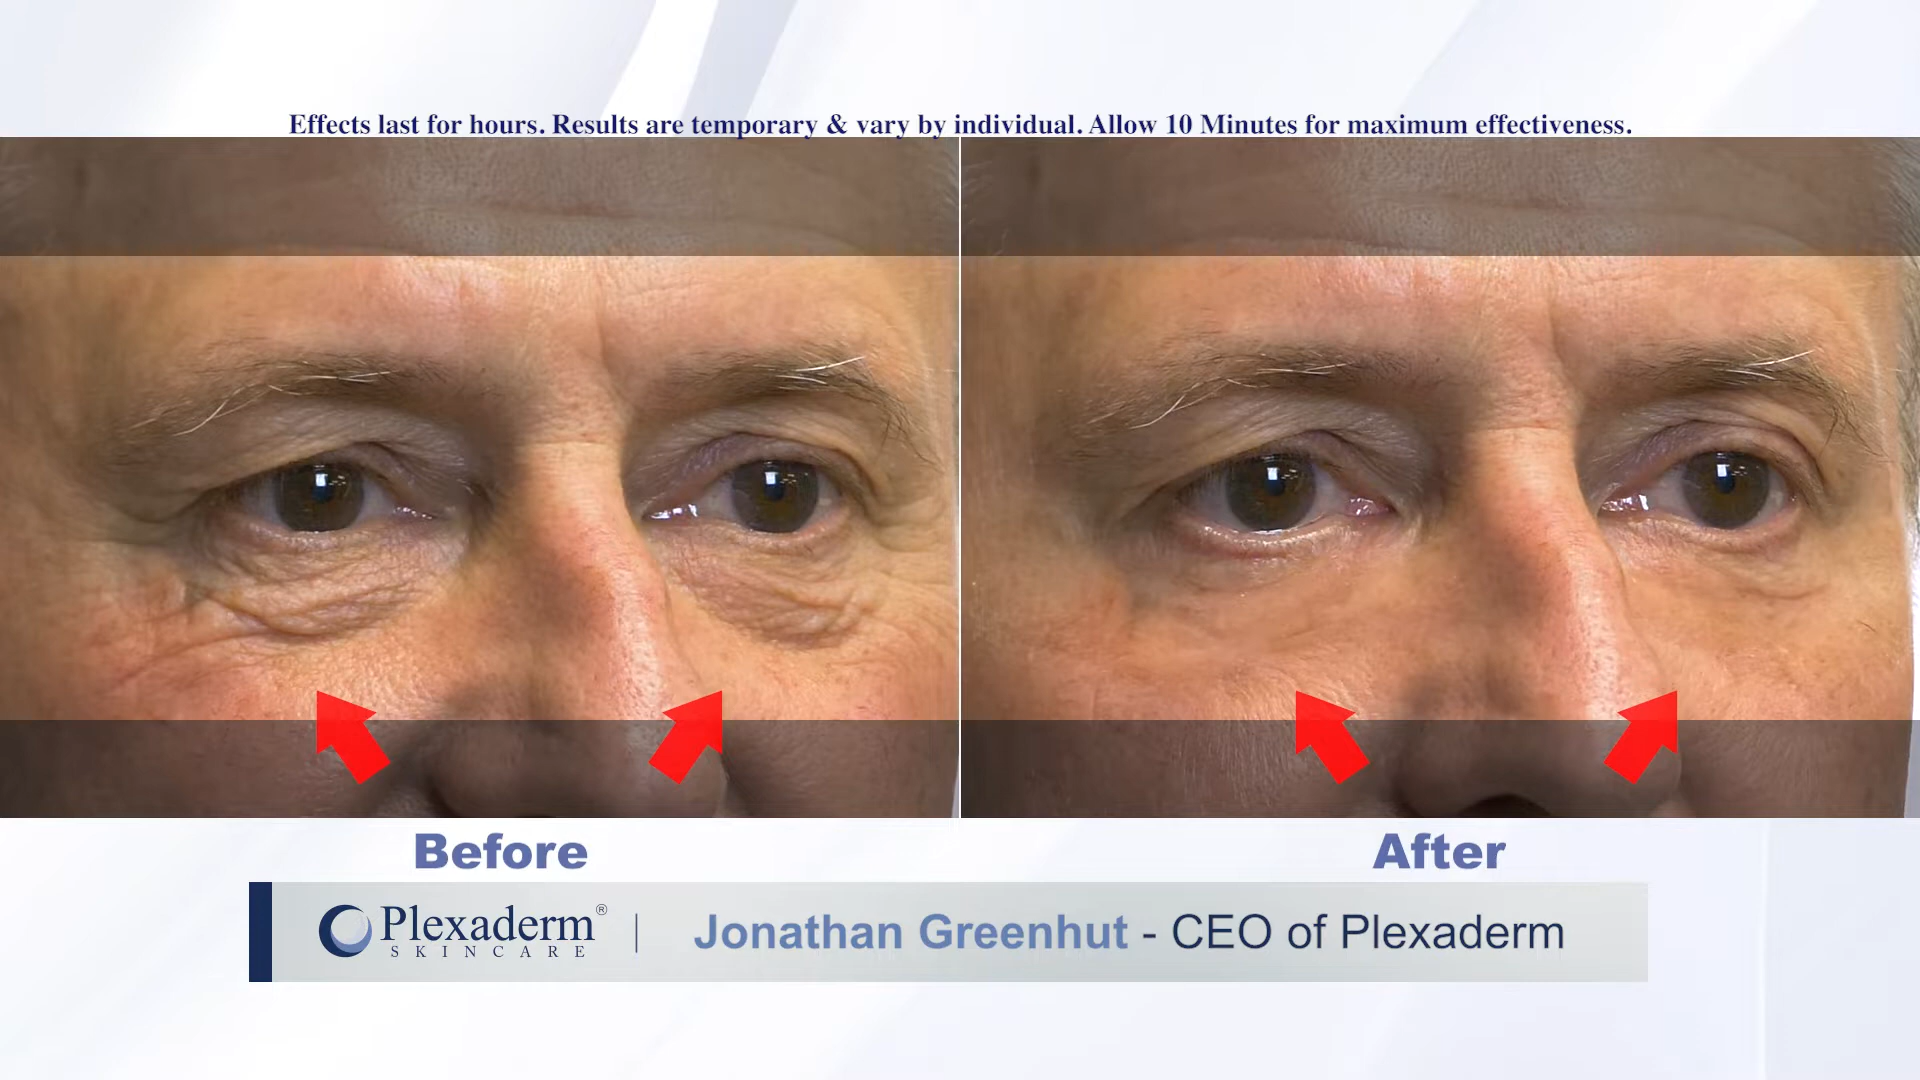 Effects last for hours. Results are temporary & vary by individual. Allow 10 Minutes for maximum effectiveness.
Before
After
Plexaderm®
SKINCARE
Jonathan Greenhut - CEO of Plexaderm